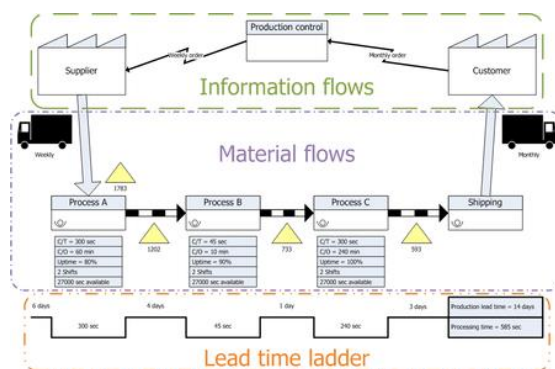 Production control
Supplier
Weekly order
Monthly order
Customer
Information flows
Weekly
Material flows
Monthly
1783
Process A
Process B
Process C
Shipping
1202
733
593
C/T = 300 sec
C/O = 60 min
Uptime = 80%
2 Shifts
27000 sec available
C/T = 45 sec
C/O = 10 min
Uptime = 90%
2 Shifts
27000 sec available
C/T = 300 sec
C/O = 240 min
Uptime = 100%
2 Shifts
27000 sec available
6 days
4 days
1 day
3 days
Production lead time = 14 days
300 sec
45 sec
240 sec
Processing time = 585 sec
Lead time ladder